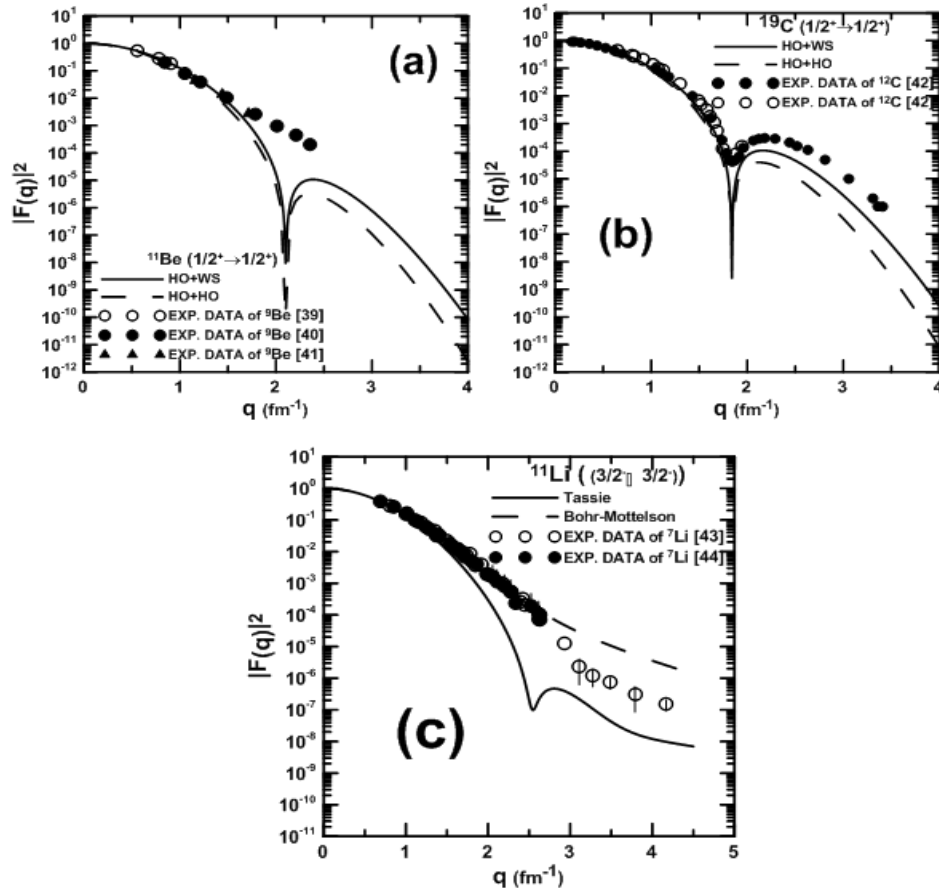 (a)
|F(q)|²
10¹
10⁰
10⁻¹
10⁻²
10⁻³
10⁻⁴
10⁻⁵
10⁻⁶
10⁻⁷
10⁻⁸
10⁻⁹
10⁻¹⁰
10⁻¹¹
10⁻¹²
¹¹Be (1/2⁺→1/2⁺)
HO+WS
HO+HO
EXP. DATA of ⁹Be [39]
EXP. DATA of ⁹Be [40]
EXP. DATA of ⁹Be [41]
0 1 2 3 4
q (fm⁻¹)
¹⁹C (1/2⁺→1/2⁺)
HO+WS
HO+HO
EXP. DATA of ¹²C [42]
EXP. DATA of ¹²C [42]
(b)
|F(q)|²
10¹
10⁰
10⁻¹
10⁻²
10⁻³
10⁻⁴
10⁻⁵
10⁻⁶
10⁻⁷
10⁻⁸
10⁻⁹
10⁻¹⁰
10⁻¹¹
10⁻¹²
0 1 2 3 4
q (fm⁻¹)
¹¹Li ( (3/2⁻▯ 3/2⁻))
Tassie
Bohr-Mottelson
EXP. DATA of ⁷Li [43]
EXP. DATA of ⁷Li [44]
(c)
|F(q)|²
10¹
10⁰
10⁻¹
10⁻²
10⁻³
10⁻⁴
10⁻⁵
10⁻⁶
10⁻⁷
10⁻⁸
10⁻⁹
10⁻¹⁰
10⁻¹¹
0 1 2 3 4 5
q (fm⁻¹)